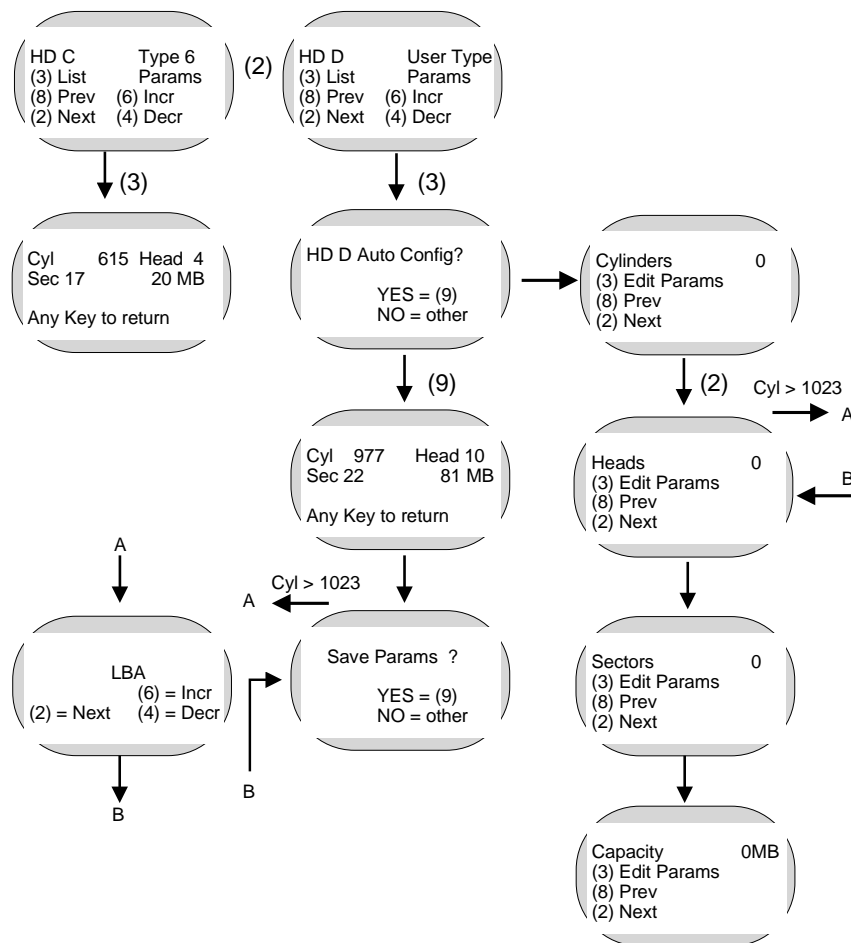 HD C Type 6
(3) List Params
(8) Prev (6) Incr
(2) Next (4) Decr
(2)
HD D User Type
(3) List Params
(8) Prev (6) Incr
(2) Next (4) Decr
(3)
(3)
Cyl 615 Head 4
Sec 17 20 MB
Any Key to return
HD D Auto Config?
YES = (9)
NO = other
Cylinders 0
(3) Edit Params
(8) Prev
(2) Next
(9)
(2)
Cyl > 1023
A
Cyl 977 Head 10
Sec 22 81 MB
Any Key to return
Heads 0
(3) Edit Params
(8) Prev
(2) Next
B
A
Cyl > 1023
A
LBA
(6) = Incr
(2) = Next (4) = Decr
B
Save Params ?
YES = (9)
NO = other
B
Sectors 0
(3) Edit Params
(8) Prev
(2) Next
Capacity 0MB
(3) Edit Params
(8) Prev
(2) Next